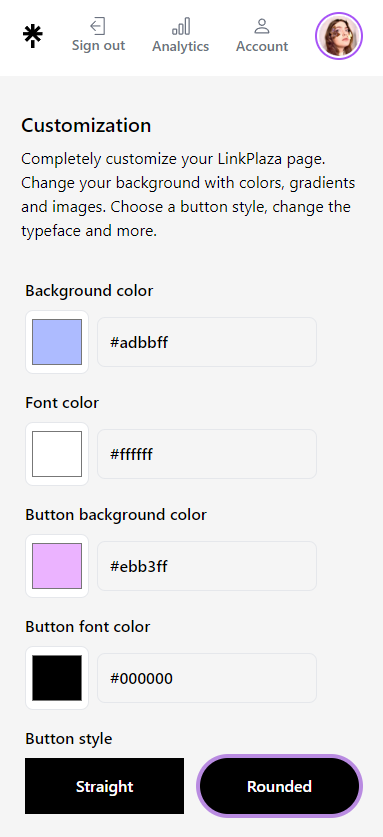 Sign out
Analytics
Account
Customization
Completely customize your LinkPlaza page.
Change your background with colors, gradients
and images. Choose a button style, change the
typeface and more.
Background color
#adbbff
Font color
#ffffff
Button background color
#ebb3ff
Button font color
#000000
Button style
Straight
Rounded